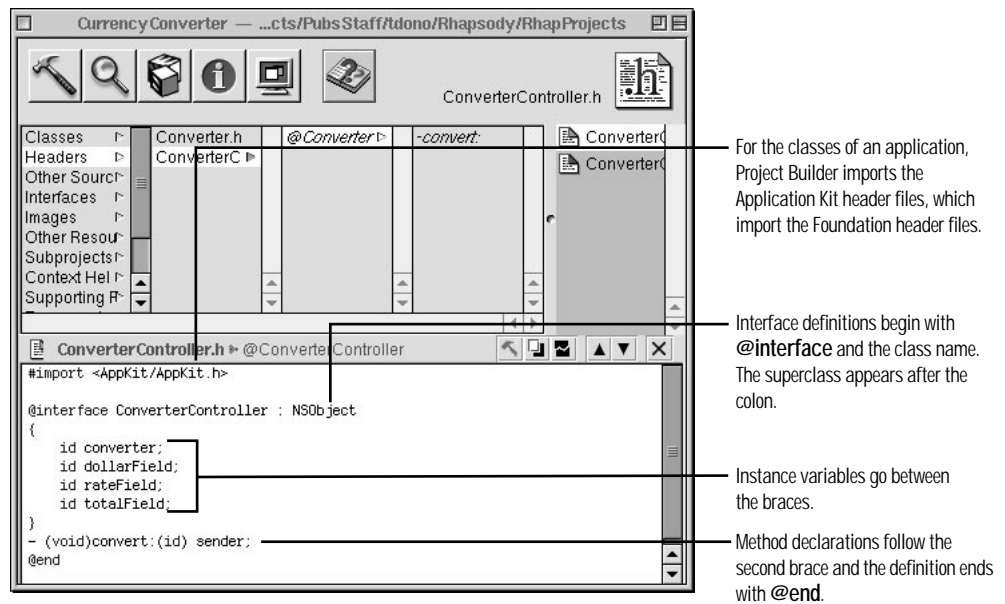 CurrencyConverter — ...cts/PubsStaff/tdono/Rhapsody/RhapProjects
ConverterController.h
.h
Classes
Headers
Other Sourc
Interfaces
Images
Other Resou
Subprojects
Context Hel
Supporting F
Converter.h
ConverterC
@Converter
-convert:
ConverterC
ConverterC
ConverterController.h @ConverterController
#import <AppKit/AppKit.h>
@interface ConverterController : NSObject
{
id converter;
id dollarField;
id rateField;
id totalField;
}
- (void)convert:(id) sender;
@end
For the classes of an application,
Project Builder imports the
Application Kit header files, which
import the Foundation header files.
Interface definitions begin with
@interface and the class name.
The superclass appears after the
colon.
Instance variables go between
the braces.
Method declarations follow the
second brace and the definition ends
with @end.